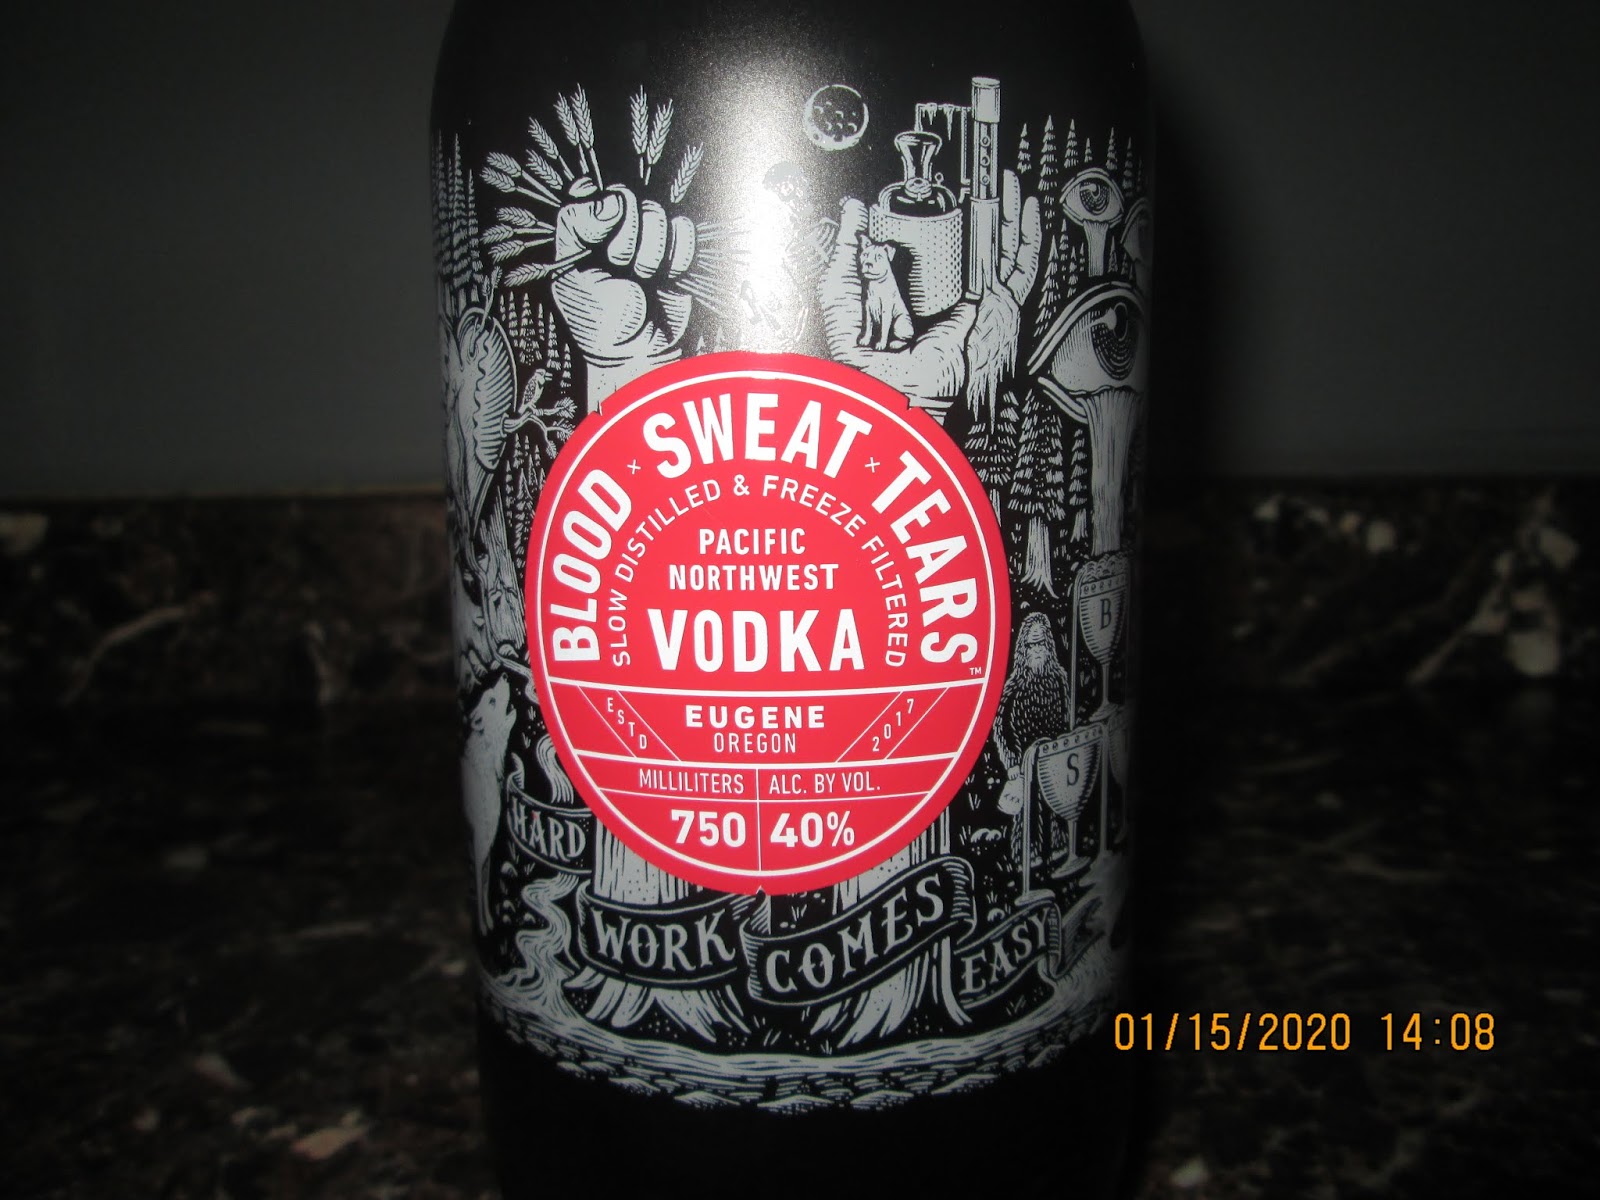 BLOOD × SWEAT × TEARS™
SLOW DISTILLED & FREEZE FILTERED
PACIFIC
NORTHWEST
VODKA
ESTD
EUGENE
OREGON
2017
MILLILITERS
750
ALC. BY VOL.
40%
B
S
HARD
WORK
COMES
EASY
01/15/2020 14:08